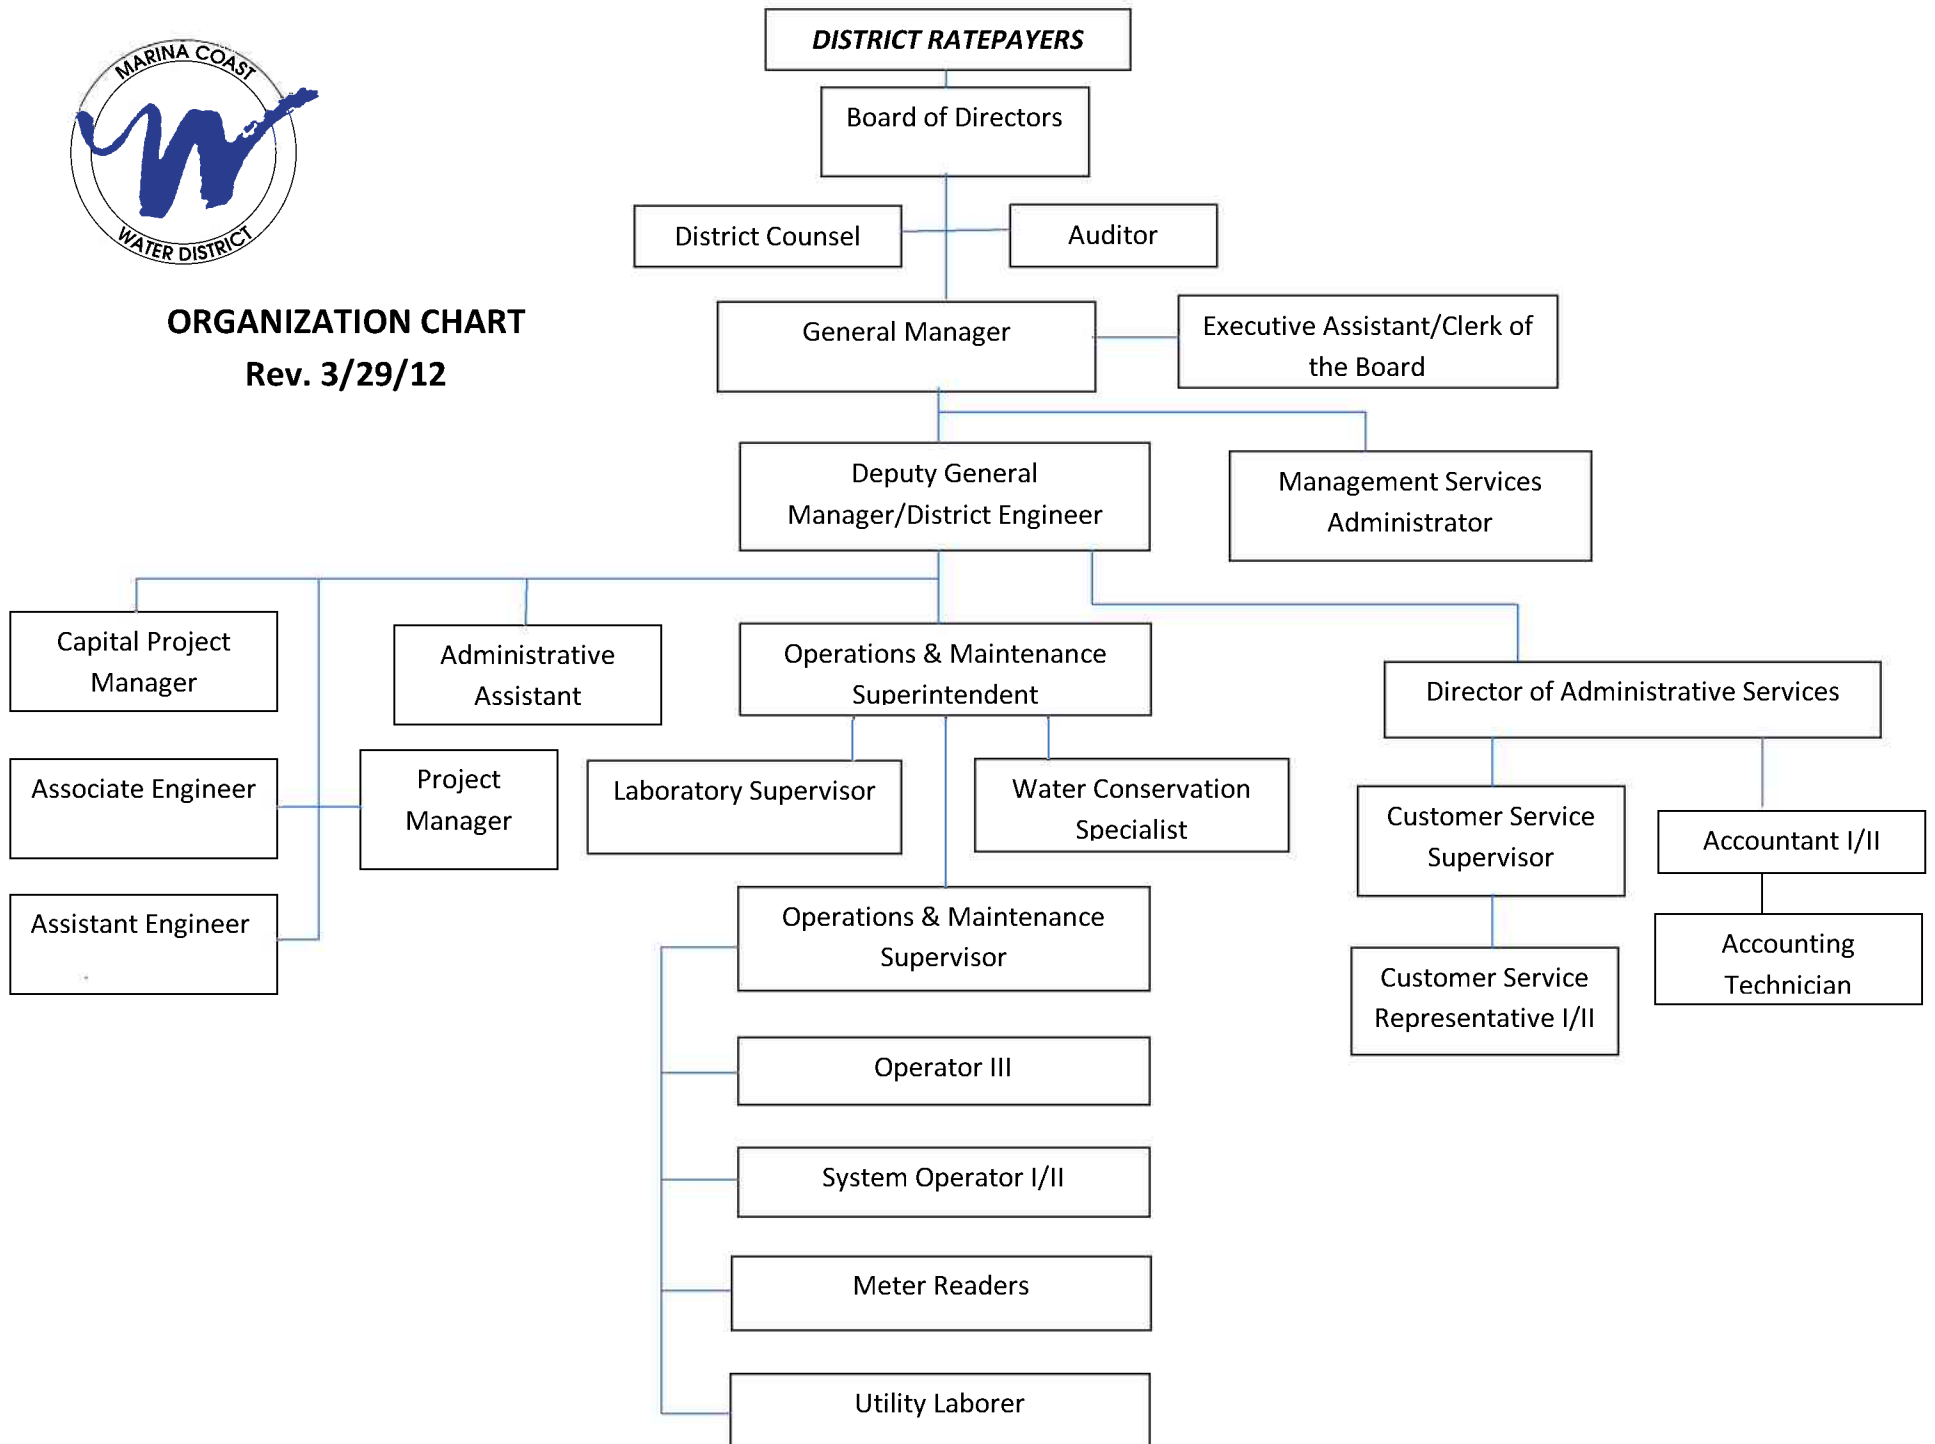 MARINA COAST
WATER DISTRICT
ORGANIZATION CHART
Rev. 3/29/12
DISTRICT RATEPAYERS
Board of Directors
District Counsel
Auditor
General Manager
Executive Assistant/Clerk of
the Board
Deputy General
Manager/District Engineer
Management Services
Administrator
Capital Project
Manager
Administrative
Assistant
Operations & Maintenance
Superintendent
Director of Administrative Services
Associate Engineer
Project
Manager
Laboratory Supervisor
Water Conservation
Specialist
Customer Service
Supervisor
Accountant I/II
Assistant Engineer
Operations & Maintenance
Supervisor
Customer Service
Representative I/II
Accounting
Technician
Operator III
System Operator I/II
Meter Readers
Utility Laborer